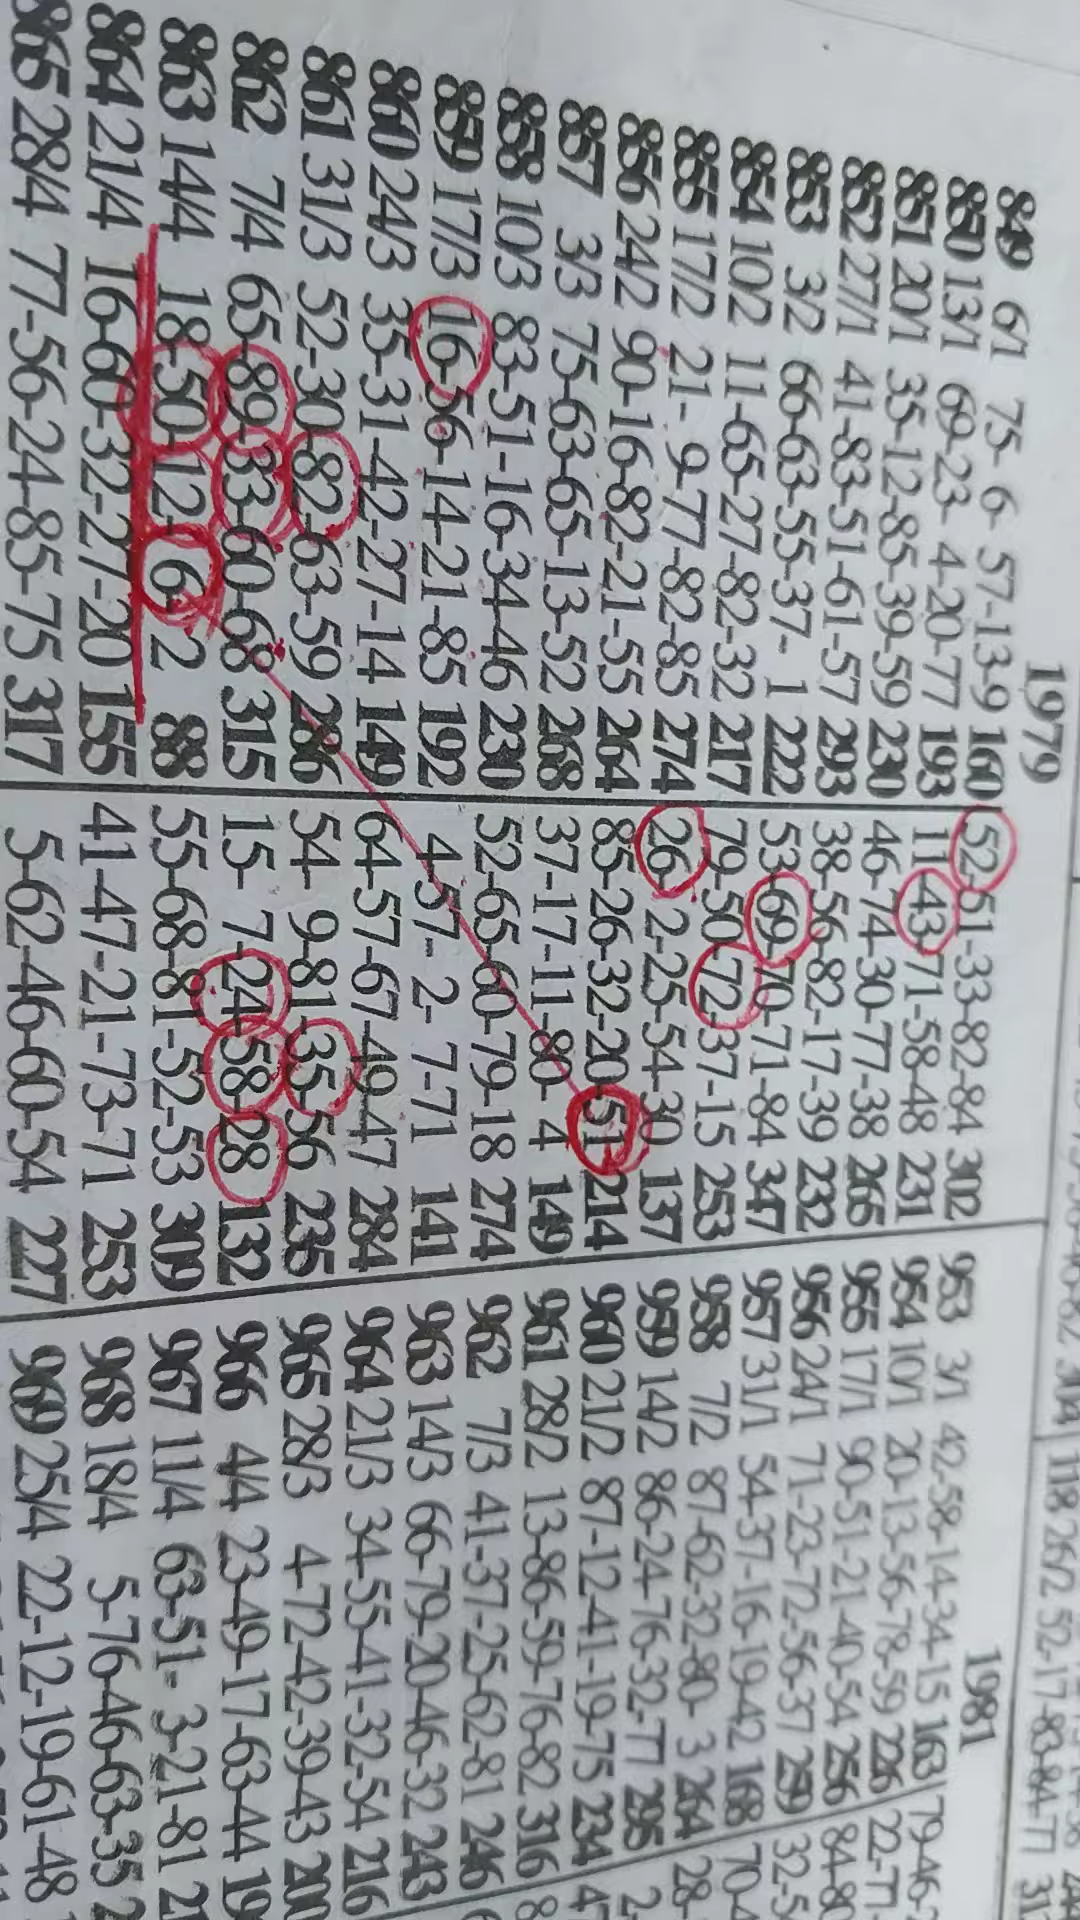 1979
849 6/1 75- 6- 57-13-9 160 52-51-33-82-84 302
850 13/1 69-23- 4-20-77 193 11-43-71-58-48 231
851 20/1 35-12-85-39-59 230 46-74-30-77-38 265
852 27/1 41-83-51-61-57 293 38-56-82-17-39 232
853 3/2 66-63-55-37- 1 222 53-69-70-71-84 347
854 10/2 11-65-27-82-32 217 79-50-72-37-15 253
855 17/2 21- 9-77-82-85 274 26- 2-25-54-30 137
856 24/2 90-16-82-21-55 264 85-26-32-20-51 214
857 3/3 75-63-65-13-52 268 37-17-11-80- 4 149
858 10/3 83-51-16-34-46 230 52-65-60-79-18 274
859 17/3 16-56-14-21-85 192 4-57- 2- 7-71 141
860 24/3 35-31-42-27-14 149 64-57-67-49-47 284
861 31/3 52-30-82-63-59 286 54- 9-81-35-56 235
862 7/4 65-89-33-60-68 315 15- 7-24-58-28 132
863 14/4 18-50-12-6-2 88 55-68-81-52-53 309
864 21/4 16-60-32-27-20 155 41-47-21-73-71 253
865 28/4 77-56-24-85-75 317 5-62-46-60-54 227
1981
953 3/1 42-58-14-34-15 163 79-46-
954 10/1 20-13-56-78-59 226 22-71-
955 17/1 90-51-21-40-54 256 84-80
956 24/1 71-23-72-56-37 259 32-5
957 31/1 54-37-16-19-42 168 70-4
958 7/2 87-62-32-80- 3 264 28-
959 14/2 86-24-76-32-77 295 2-
960 21/2 87-12-41-19-75 234 4
961 28/2 13-86-59-76-82 316 8
962 7/3 41-37-25-62-81 246
963 14/3 66-79-20-46-32 243
964 21/3 34-55-41-32-54 216
965 28/3 4-72-42-39-43 200
966 4/4 23-49-17-63-44 19
967 11/4 63-51- 3-21-81 21
968 18/4 5-76-46-63-35 2
969 25/4 22-12-19-61-48
1118 26/2 52-17-83-84-77 31